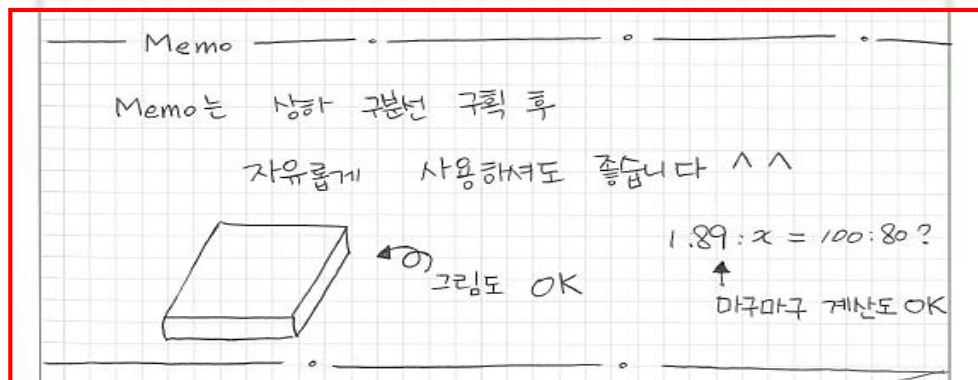 Memo
Memo는 상하 구분선 구획 후
자유롭게 사용하셔도 좋습니다 ^ ^
1.89 : x = 100 : 80 ?
그림도 OK
마구마구 계산도 OK